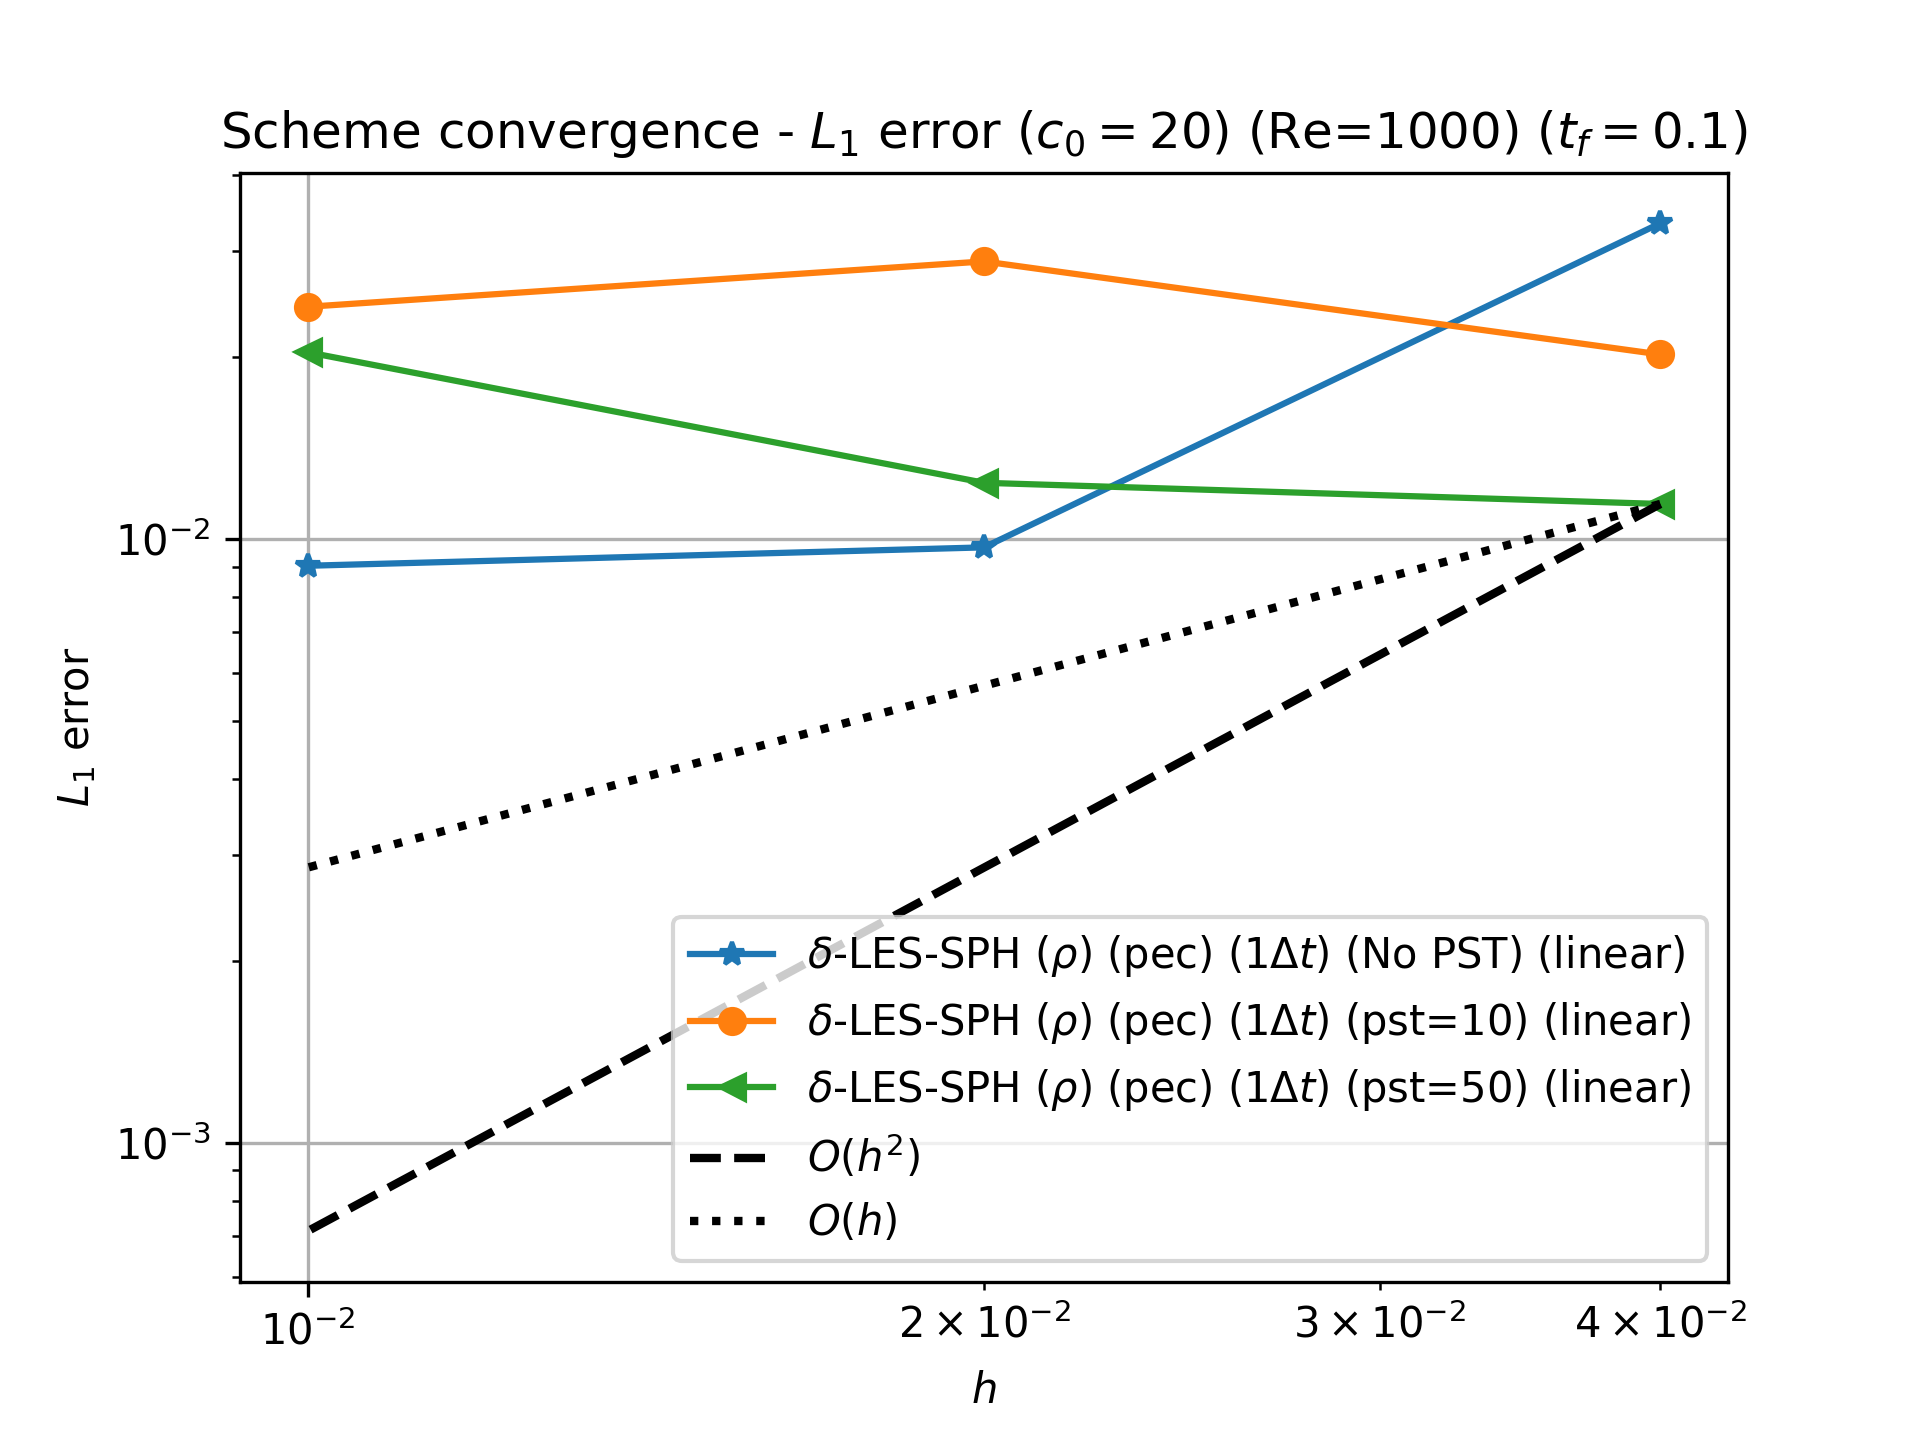 Scheme convergence - L₁ error (c₀ = 20) (Re=1000) (t_f = 0.1)
10⁻²
10⁻³
L₁ error
δ-LES-SPH (ρ) (pec) (1Δt) (No PST) (linear)
δ-LES-SPH (ρ) (pec) (1Δt) (pst=10) (linear)
δ-LES-SPH (ρ) (pec) (1Δt) (pst=50) (linear)
O(h²)
O(h)
10⁻² 2 × 10⁻² 3 × 10⁻² 4 × 10⁻²
h